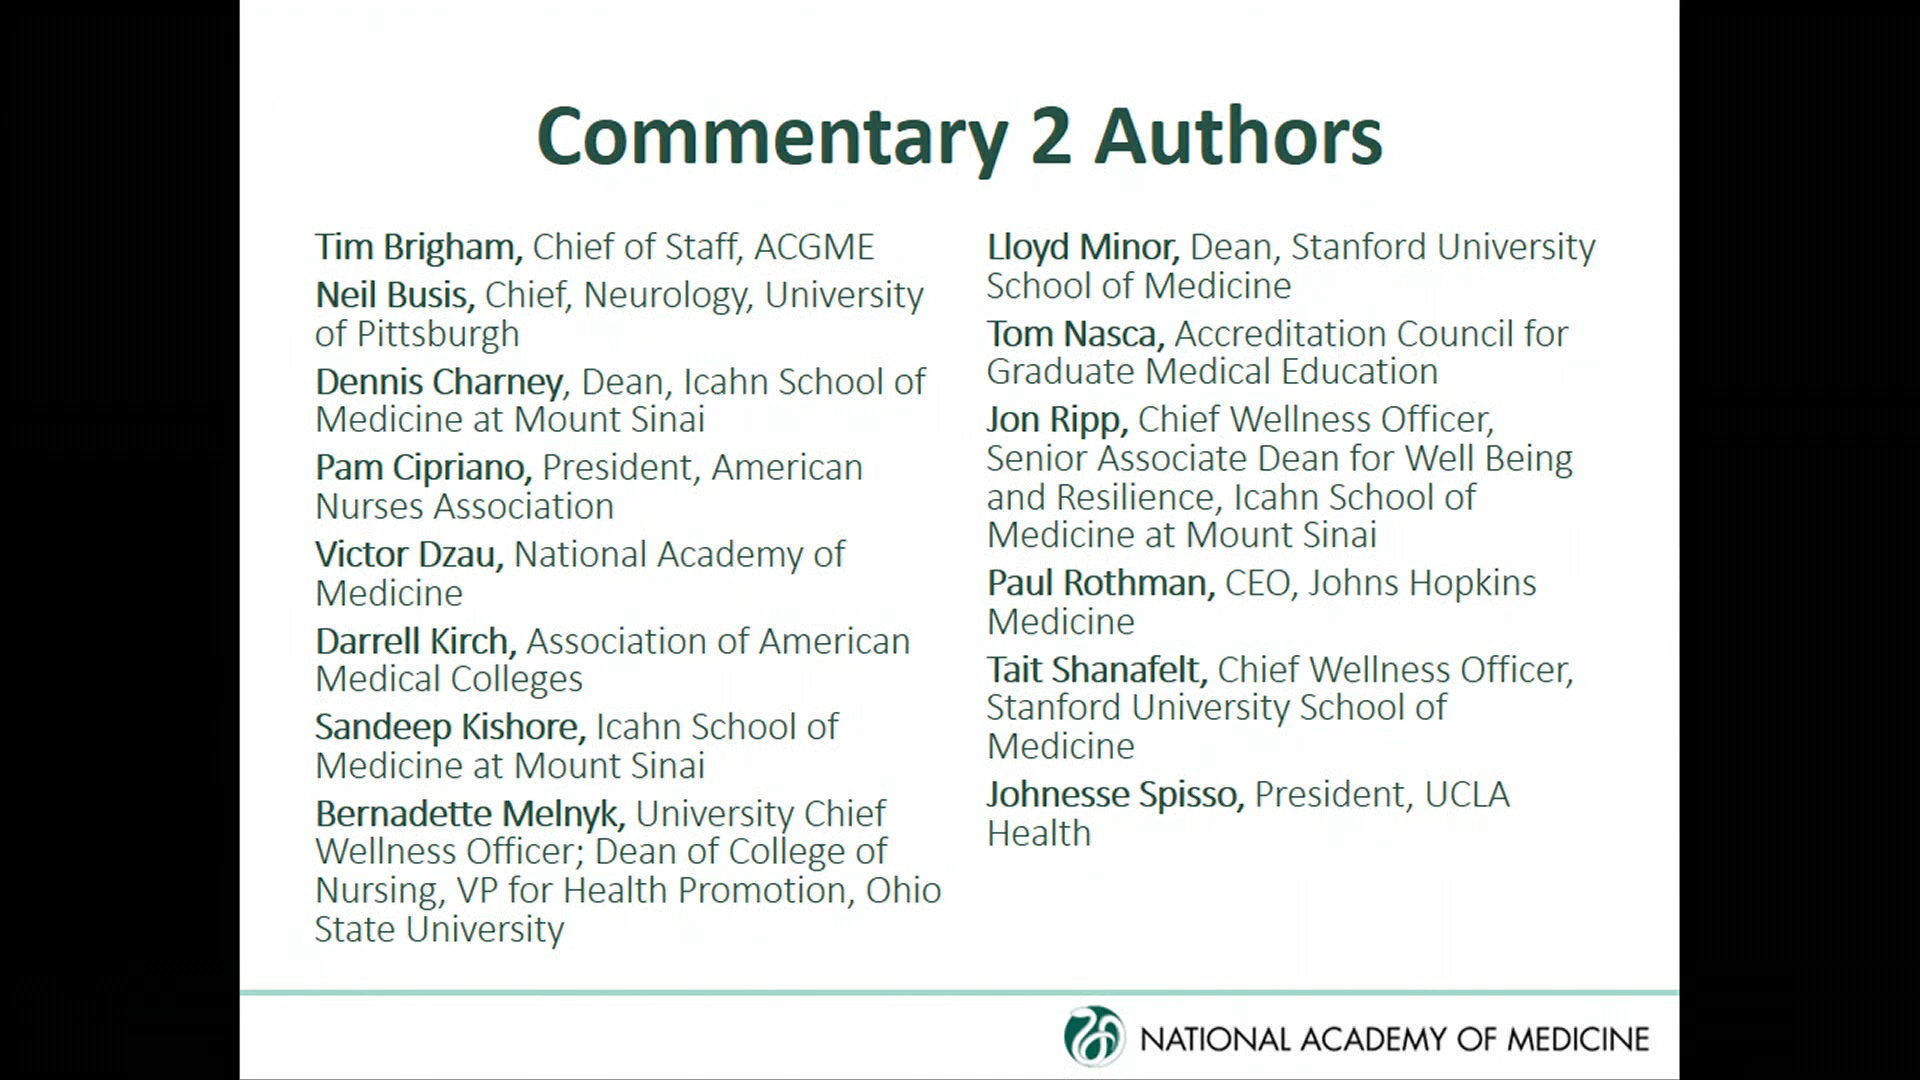 Commentary 2 Authors
Tim Brigham, Chief of Staff, ACGME
Neil Busis, Chief, Neurology, University
of Pittsburgh
Dennis Charney, Dean, Icahn School of
Medicine at Mount Sinai
Pam Cipriano, President, American
Nurses Association
Victor Dzau, National Academy of
Medicine
Darrell Kirch, Association of American
Medical Colleges
Sandeep Kishore, Icahn School of
Medicine at Mount Sinai
Bernadette Melnyk, University Chief
Wellness Officer; Dean of College of
Nursing, VP for Health Promotion, Ohio
State University
Lloyd Minor, Dean, Stanford University
School of Medicine
Tom Nasca, Accreditation Council for
Graduate Medical Education
Jon Ripp, Chief Wellness Officer,
Senior Associate Dean for Well Being
and Resilience, Icahn School of
Medicine at Mount Sinai
Paul Rothman, CEO, Johns Hopkins
Medicine
Tait Shanafelt, Chief Wellness Officer,
Stanford University School of
Medicine
Johnesse Spisso, President, UCLA
Health
NATIONAL ACADEMY OF MEDICINE